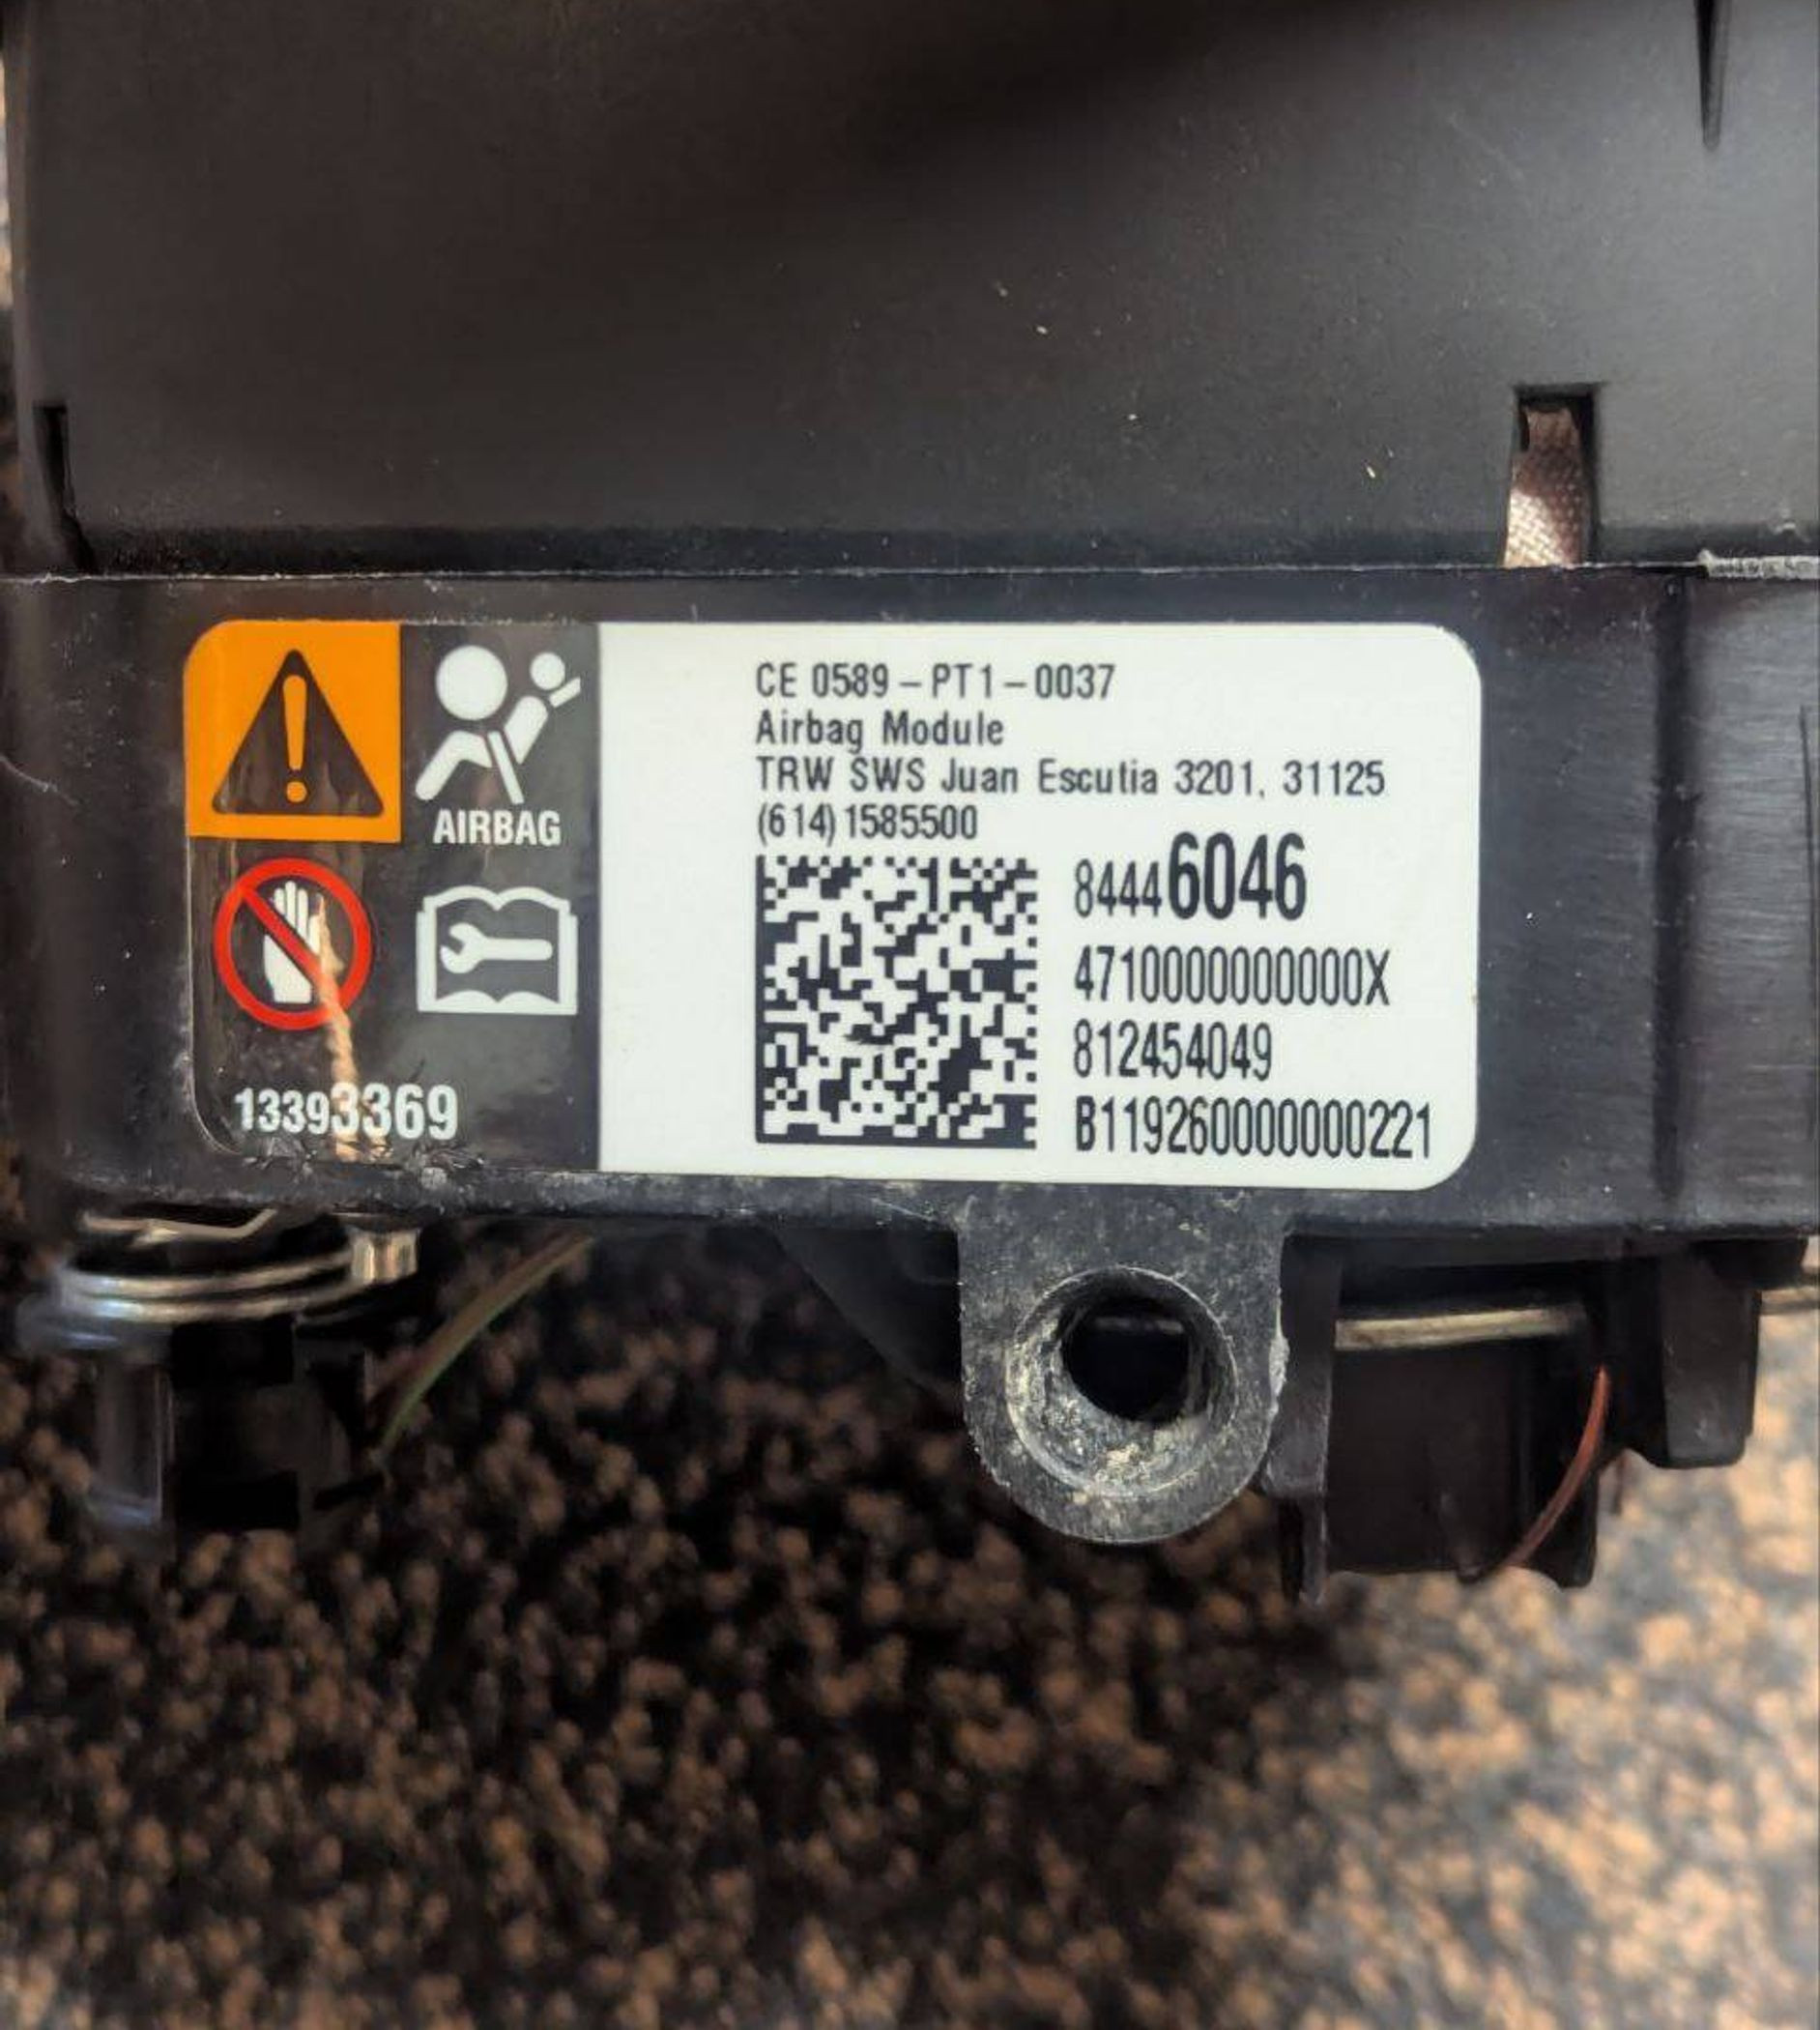 CE 0589-PT1-0037
Airbag Module
TRW SWS Juan Escutia 3201, 31125
(614)1585500
AIRBAG
84446046
4710000000000X
812454049
B119260000000221
13393369